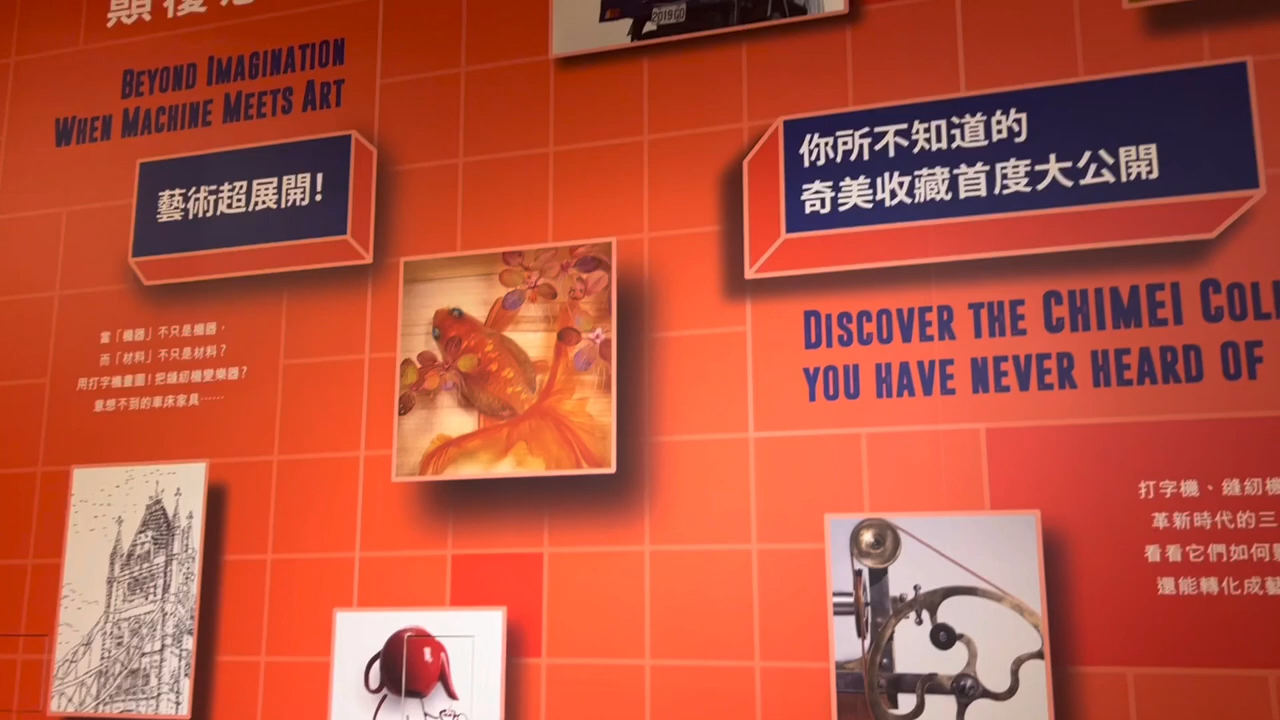 顛覆
BEYOND IMAGINATION
WHEN MACHINE MEETS ART
藝術超展開!
當「機器」不只是機器，
而「材料」不只是材料？
用打字機畫圖！把縫紉機變樂器？
意想不到的車床家具……
2019GD
你所不知道的
奇美收藏首度大公開
DISCOVER THE CHIMEI COL
YOU HAVE NEVER HEARD OF
打字機、縫紉機
革新時代的三
看看它們如何
還能轉化成藝